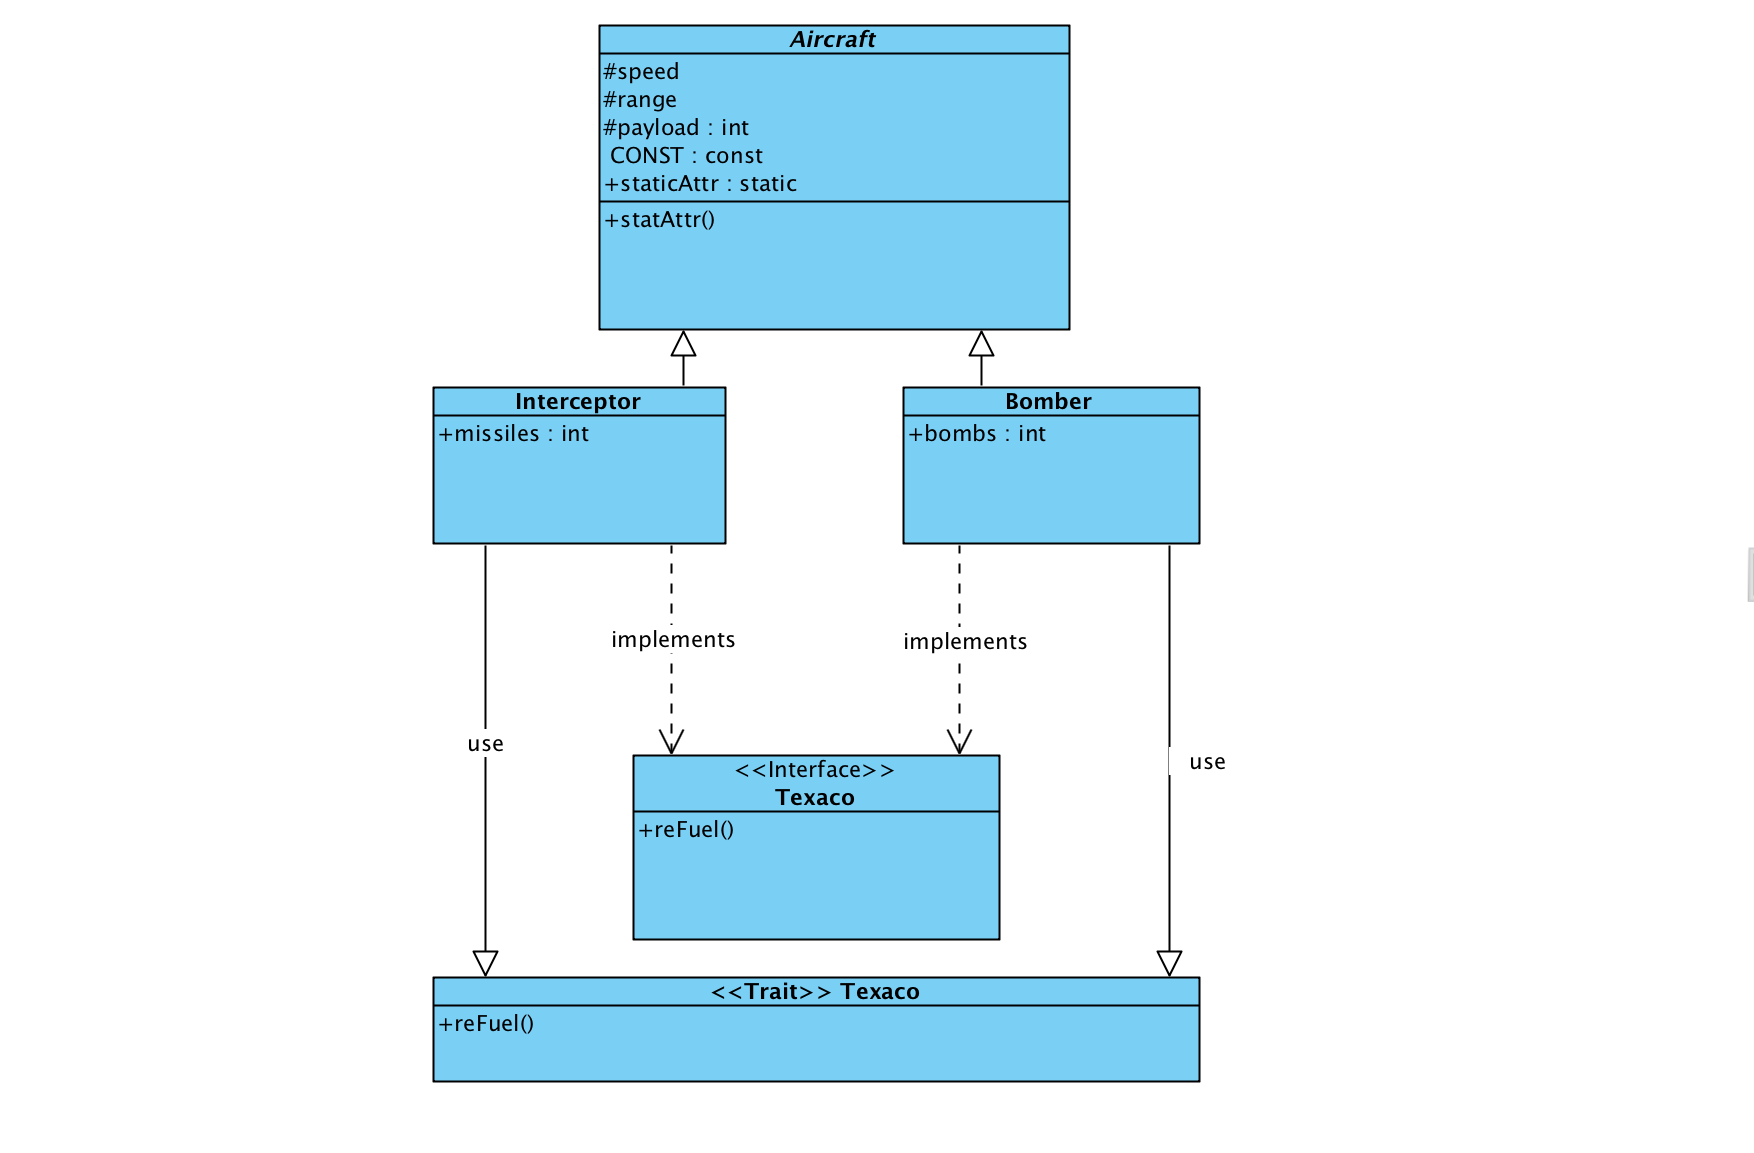 Aircraft
#speed
#range
#payload : int
CONST : const
+staticAttr : static
+statAttr()
Interceptor
+missiles : int
Bomber
+bombs : int
implements
implements
use
use
<<Interface>>
Texaco
+reFuel()
<<Trait>> Texaco
+reFuel()